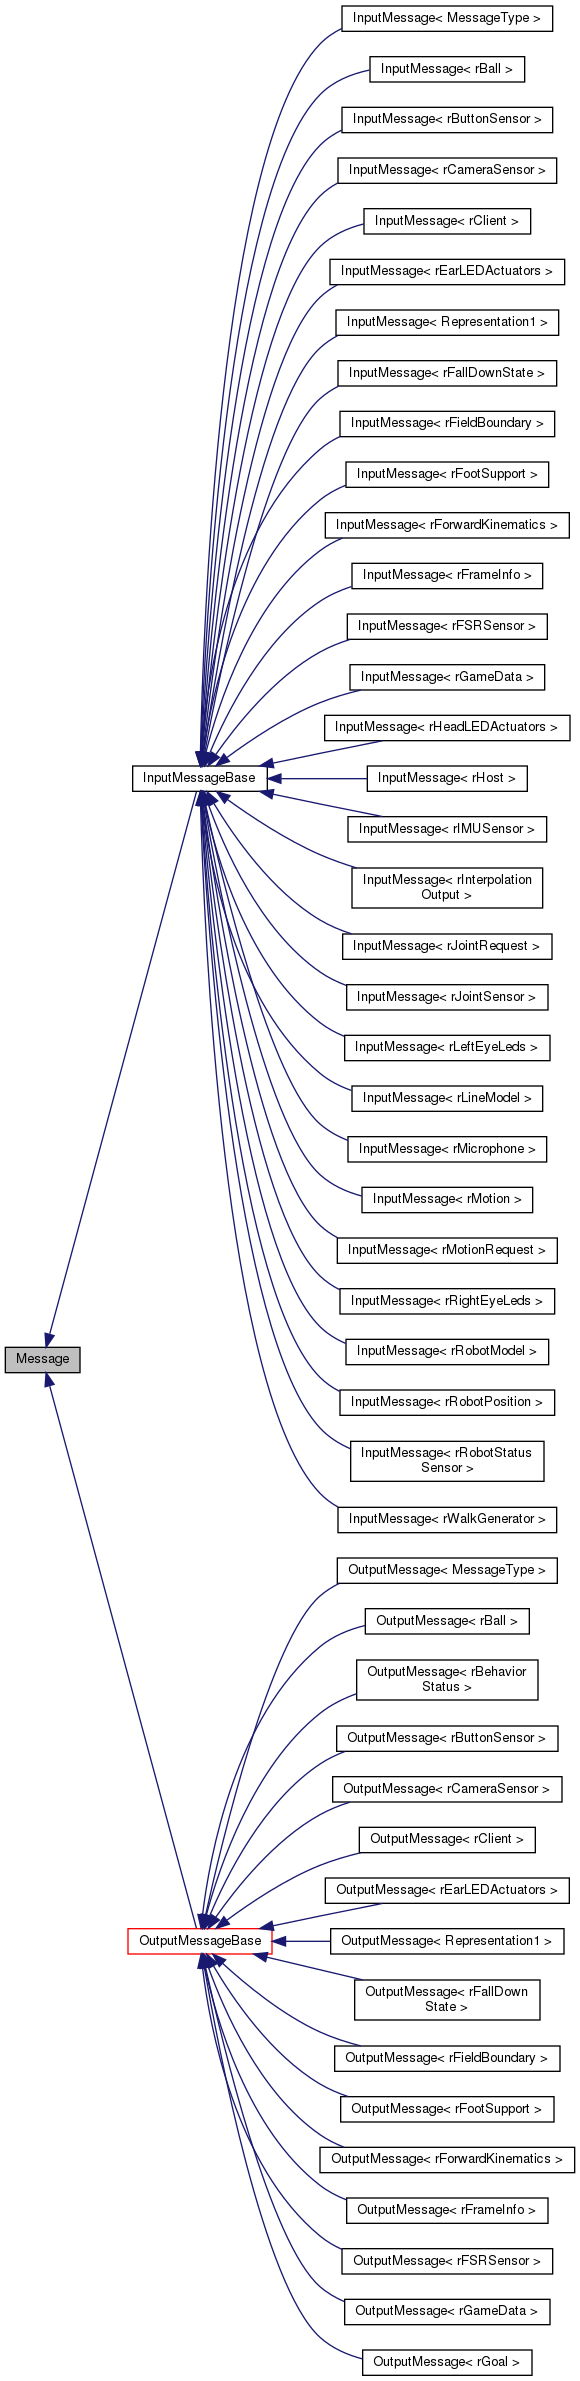 InputMessage< MessageType >
InputMessage< rBall >
InputMessage< rButtonSensor >
InputMessage< rCameraSensor >
InputMessage< rClient >
InputMessage< rEarLEDActuators >
InputMessage< Representation1 >
InputMessage< rFallDownState >
InputMessage< rFieldBoundary >
InputMessage< rFootSupport >
InputMessage< rForwardKinematics >
InputMessage< rFrameInfo >
InputMessage< rFSRSensor >
InputMessage< rGameData >
InputMessage< rHeadLEDActuators >
InputMessageBase
InputMessage< rHost >
InputMessage< rIMUSensor >
InputMessage< rInterpolation
Output >
InputMessage< rJointRequest >
InputMessage< rJointSensor >
InputMessage< rLeftEyeLeds >
InputMessage< rLineModel >
InputMessage< rMicrophone >
InputMessage< rMotion >
InputMessage< rMotionRequest >
InputMessage< rRightEyeLeds >
InputMessage< rRobotModel >
Message
InputMessage< rRobotPosition >
InputMessage< rRobotStatus
Sensor >
InputMessage< rWalkGenerator >
OutputMessage< MessageType >
OutputMessage< rBall >
OutputMessage< rBehavior
Status >
OutputMessage< rButtonSensor >
OutputMessage< rCameraSensor >
OutputMessage< rClient >
OutputMessage< rEarLEDActuators >
OutputMessageBase
OutputMessage< Representation1 >
OutputMessage< rFallDown
State >
OutputMessage< rFieldBoundary >
OutputMessage< rFootSupport >
OutputMessage< rForwardKinematics >
OutputMessage< rFrameInfo >
OutputMessage< rFSRSensor >
OutputMessage< rGameData >
OutputMessage< rGoal >